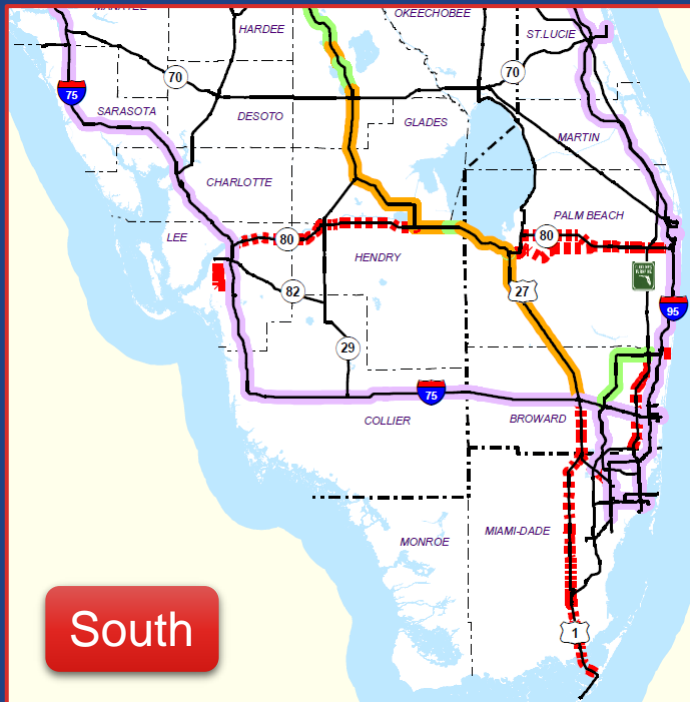 MANATEE
HARDEE
OKEECHOBEE
ST.LUCIE
70
70
75
SARASOTA
DESOTO
GLADES
MARTIN
CHARLOTTE
PALM BEACH
LEE
80
80
HENDRY
82
27
95
29
75
COLLIER
BROWARD
MONROE
MIAMI-DADE
South
1